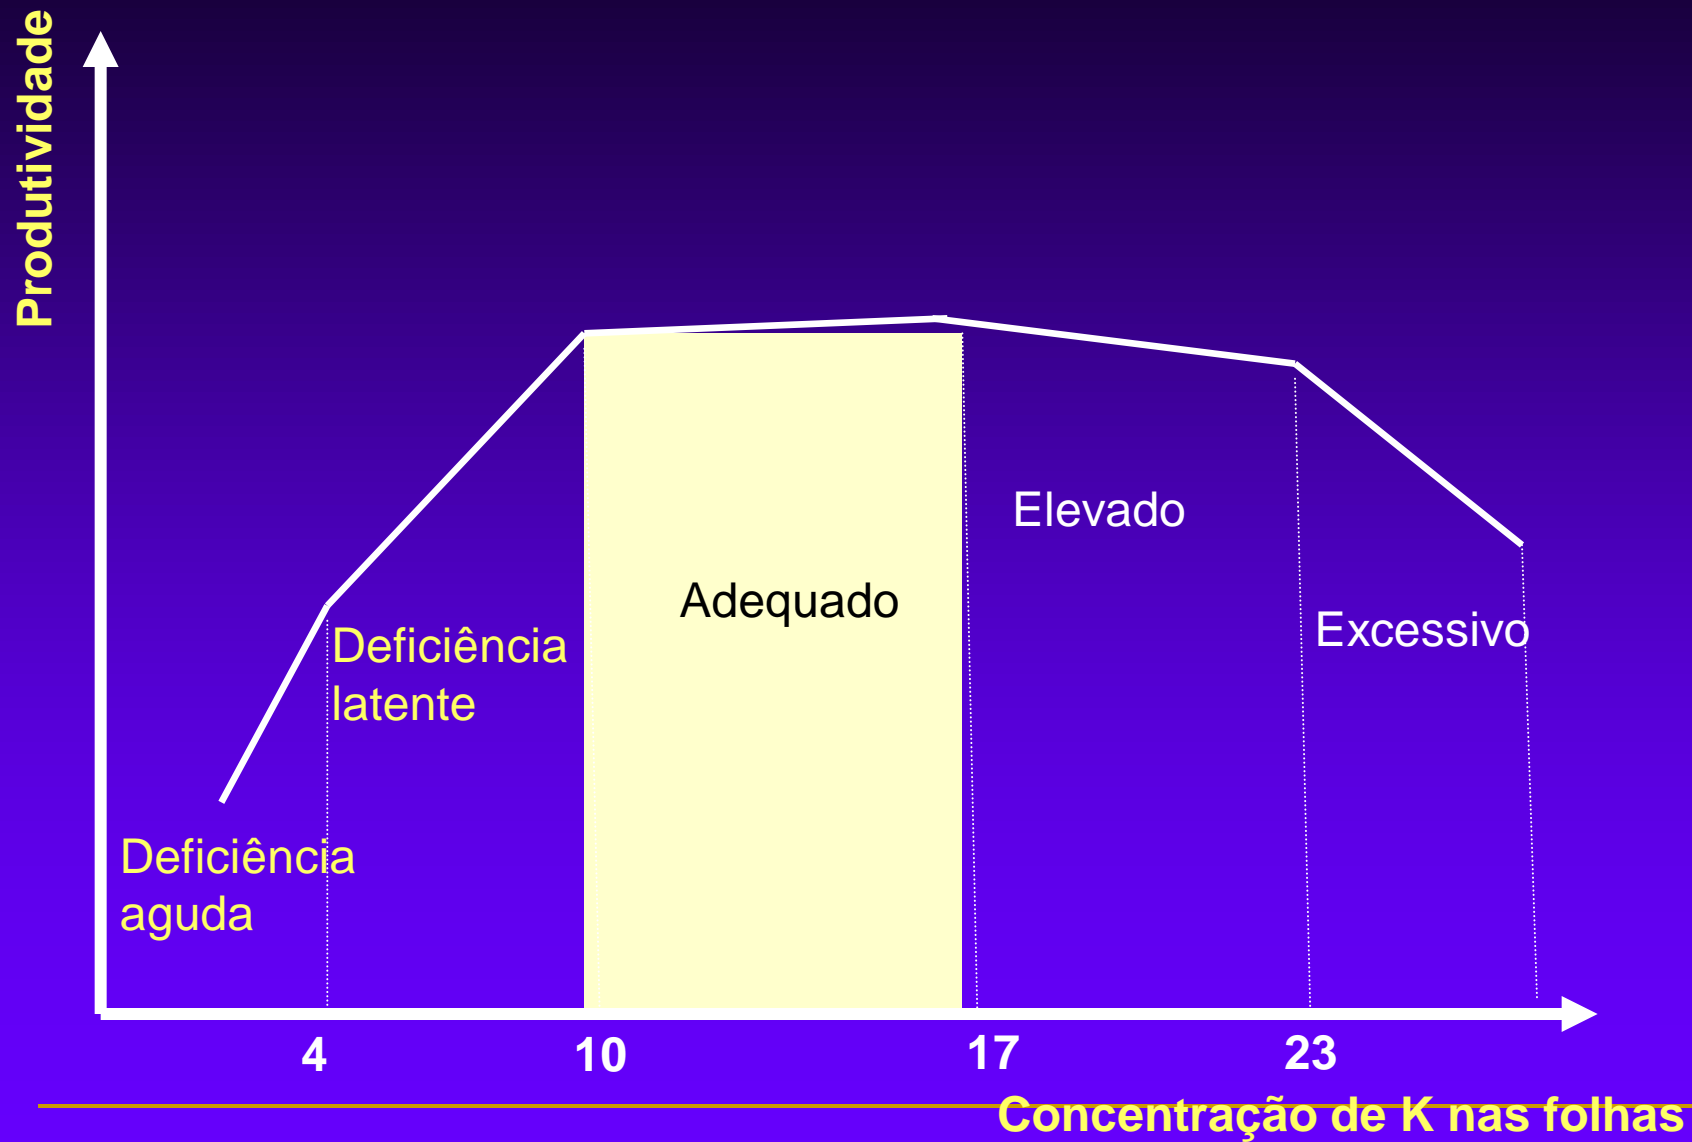 Produtividade
Elevado
Adequado
Excessivo
Deficiência
latente
Deficiência
aguda
4
10
17
23
Concentração de K nas folhas